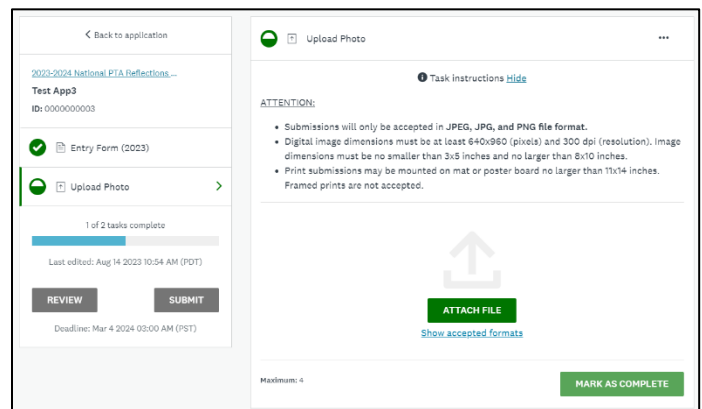 Back to application
2023-2024 National PTA Reflections ...
Test App3
ID: 0000000003
Entry Form (2023)
Upload Photo
1 of 2 tasks complete
Last edited: Aug 14 2023 10:54 AM (PDT)
REVIEW SUBMIT
Deadline: Mar 4 2024 03:00 AM (PST)
Upload Photo ...
Task instructions Hide
ATTENTION:
• Submissions will only be accepted in JPEG, JPG, and PNG file format.
• Digital image dimensions must be at least 640x960 (pixels) and 300 dpi (resolution). Image
dimensions must be no smaller than 3x5 inches and no larger than 8x10 inches.
• Print submissions may be mounted on mat or poster board no larger than 11x14 inches.
Framed prints are not accepted.
ATTACH FILE
Show accepted formats
Maximum: 4
MARK AS COMPLETE